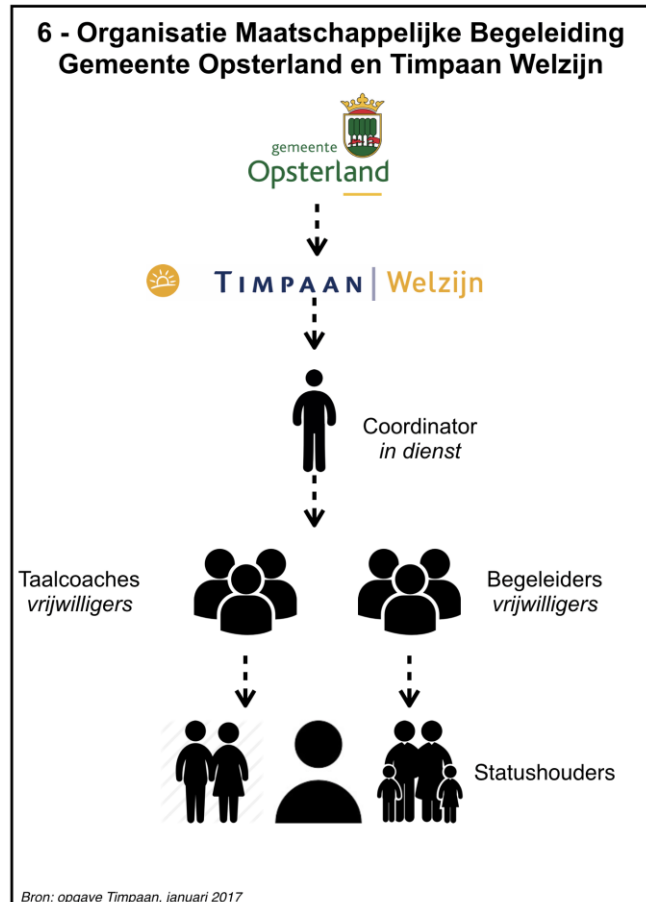 6 - Organisatie Maatschappelijke Begeleiding
Gemeente Opsterland en Timpaan Welzijn
gemeente
Opsterland
TIMPAAN | Welzijn
Coordinator
in dienst
Taalcoaches
vrijwilligers
Begeleiders
vrijwilligers
Statushouders
Bron: opgave Timpaan, januari 2017